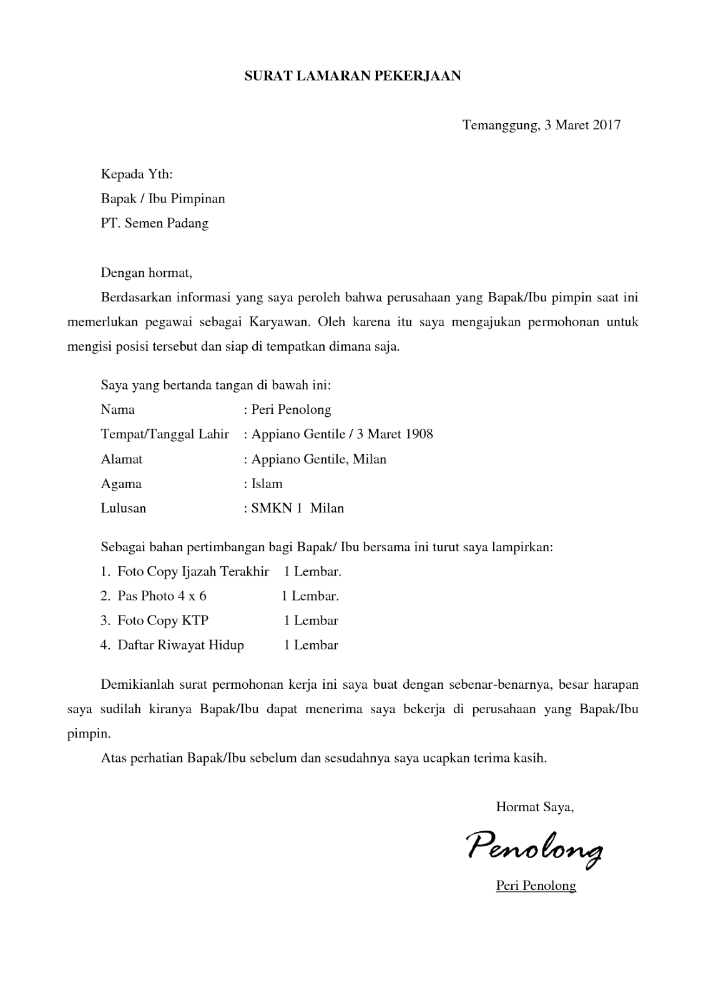 SURAT LAMARAN PEKERJAAN
Temanggung, 3 Maret 2017
Kepada Yth:
Bapak / Ibu Pimpinan
PT. Semen Padang
Dengan hormat,
Berdasarkan informasi yang saya peroleh bahwa perusahaan yang Bapak/Ibu pimpin saat ini
memerlukan pegawai sebagai Karyawan. Oleh karena itu saya mengajukan permohonan untuk
mengisi posisi tersebut dan siap di tempatkan dimana saja.
Saya yang bertanda tangan di bawah ini:
Nama : Peri Penolong
Tempat/Tanggal Lahir : Appiano Gentile / 3 Maret 1908
Alamat : Appiano Gentile, Milan
Agama : Islam
Lulusan : SMKN 1  Milan
Sebagai bahan pertimbangan bagi Bapak/ Ibu bersama ini turut saya lampirkan:
1. Foto Copy Ijazah Terakhir 1 Lembar.
2. Pas Photo 4 x 6 1 Lembar.
3. Foto Copy KTP 1 Lembar
4. Daftar Riwayat Hidup 1 Lembar
Demikianlah surat permohonan kerja ini saya buat dengan sebenar-benarnya, besar harapan
saya sudilah kiranya Bapak/Ibu dapat menerima saya bekerja di perusahaan yang Bapak/Ibu
pimpin.
Atas perhatian Bapak/Ibu sebelum dan sesudahnya saya ucapkan terima kasih.
Hormat Saya,
Penolong
Peri Penolong